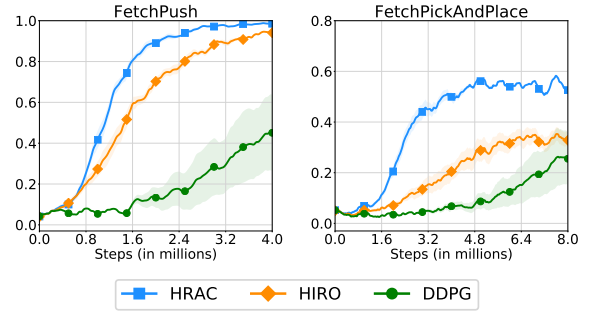 FetchPush
1.0
0.8
0.6
0.4
0.2
0.0
0.0 0.8 1.6 2.4 3.2 4.0
Steps (in millions)
FetchPickAndPlace
0.8
0.6
0.4
0.2
0.0
0.0 1.6 3.2 4.8 6.4 8.0
Steps (in millions)
HRAC HIRO DDPG